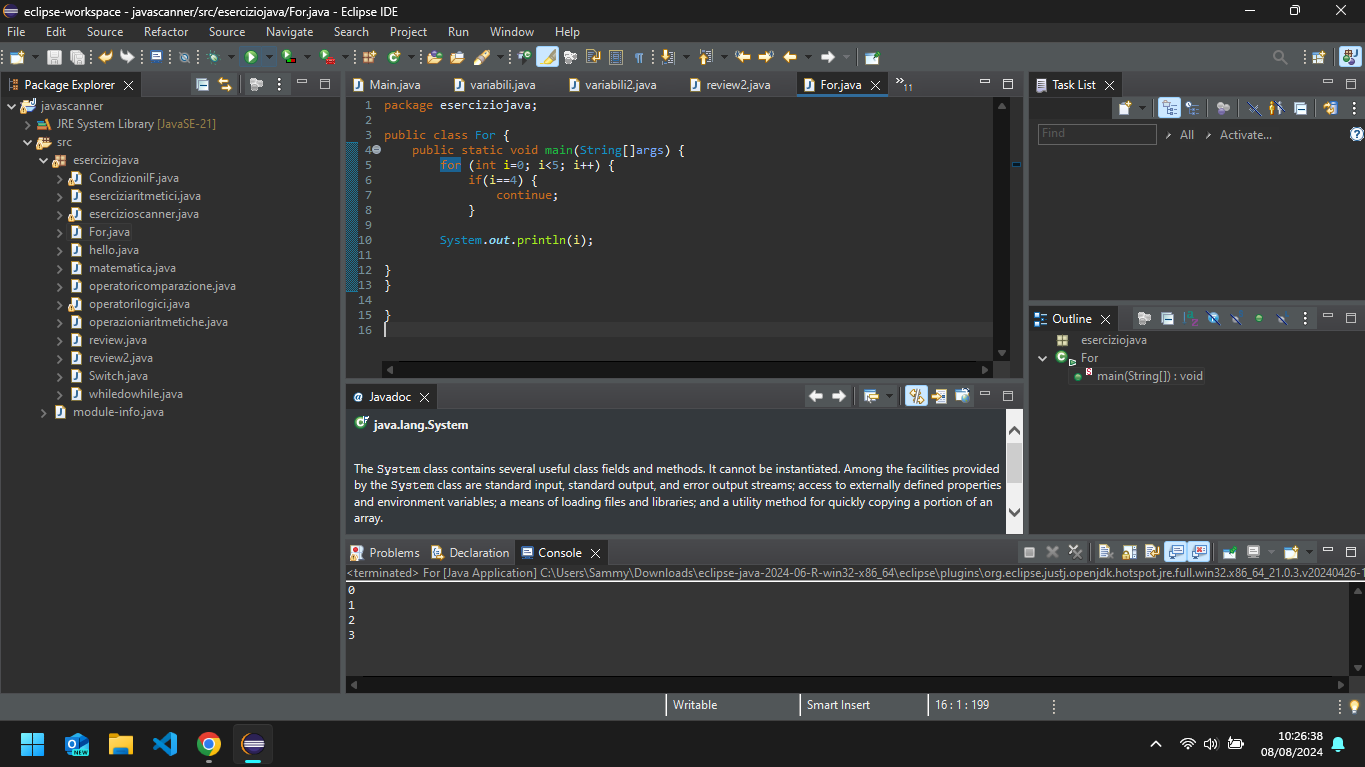 eclipse-workspace - javascanner/src/eserciziojava/For.java - Eclipse IDE
File Edit Source Refactor Source Navigate Search Project Run Window Help
Package Explorer
javascanner
JRE System Library [JavaSE-21]
src
eserciziojava
CondizioniIF.java
eserciziaritmetici.java
esercizioscanner.java
For.java
hello.java
matematica.java
operatoricomparazione.java
operatorilogici.java
operazioniaritmetiche.java
review.java
review2.java
Switch.java
whiledowhile.java
module-info.java
Main.java variabili.java variabili2.java review2.java For.java »11
1 package eserciziojava;
2
3 public class For {
4 public static void main(String[]args) {
5 for (int i=0; i<5; i++) {
6 if(i==4) {
7 continue;
8 }
9
10 System.out.println(i);
11
12 }
13 }
14
15 }
16
Javadoc
java.lang.System
The System class contains several useful class fields and methods. It cannot be instantiated. Among the facilities provided
by the System class are standard input, standard output, and error output streams; access to externally defined properties
and environment variables; a means of loading files and libraries; and a utility method for quickly copying a portion of an
array.
Problems Declaration Console
<terminated> For [Java Application] C:\Users\Sammy\Downloads\eclipse-java-2024-06-R-win32-x86_64\eclipse\plugins\org.eclipse.justj.openjdk.hotspot.jre.full.win32.x86_64_21.0.3.v20240426-1
0
1
2
3
Task List
Find All Activate...
Outline
eserciziojava
For
main(String[]) : void
Writable Smart Insert 16 : 1 : 199
NEW
10:26:38
08/08/2024